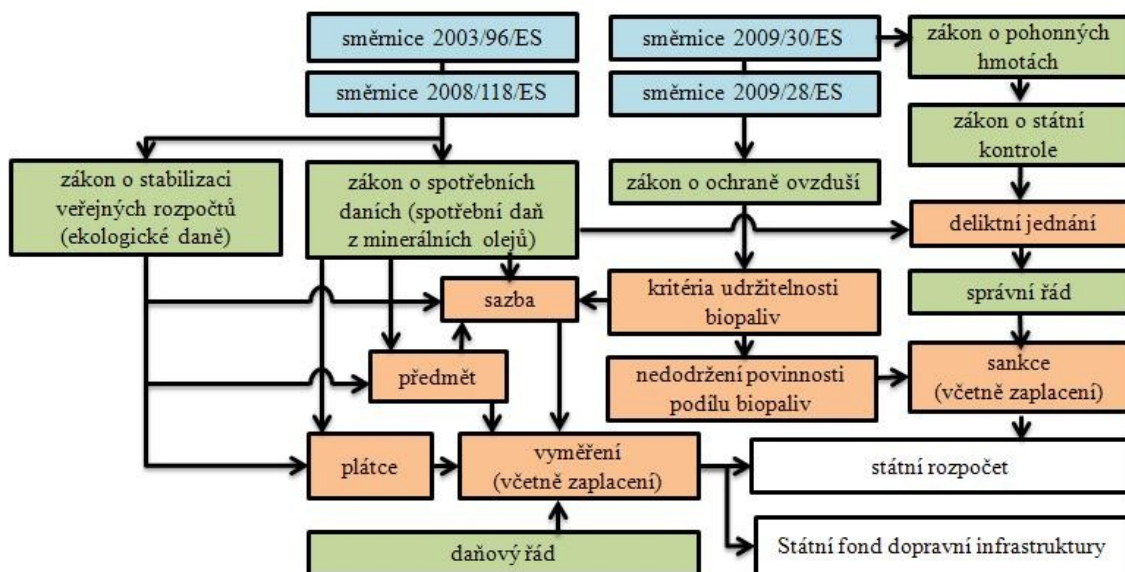 směrnice 2003/96/ES
směrnice 2008/118/ES
směrnice 2009/30/ES
směrnice 2009/28/ES
zákon o pohonných
hmotách
zákon o státní
kontrole
zákon o stabilizaci
veřejných rozpočtů
(ekologické daně)
zákon o spotřebních
daních (spotřební daň
z minerálních olejů)
zákon o ochraně ovzduší
deliktní jednání
sazba
kritéria udržitelnosti
biopaliv
správní řád
předmět
nedodržení povinnosti
podílu biopaliv
sankce
(včetně zaplacení)
plátce
vyměření
(včetně zaplacení)
státní rozpočet
daňový řád
Státní fond dopravní infrastruktury